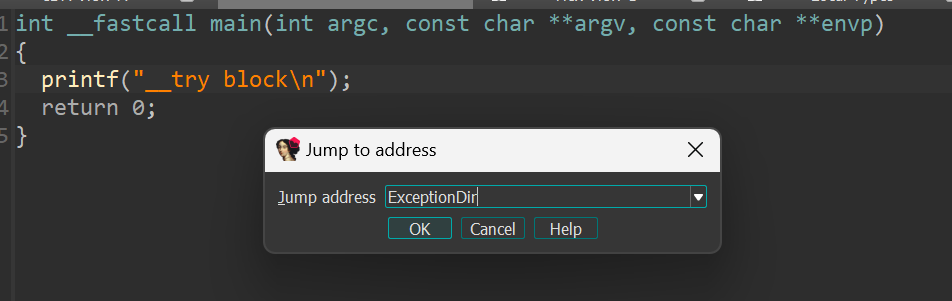 1 int __fastcall main(int argc, const char **argv, const char **envp)
2 {
3 printf("__try block\n");
4 return 0;
5 }
Jump to address
Jump address ExceptionDir
OK Cancel Help